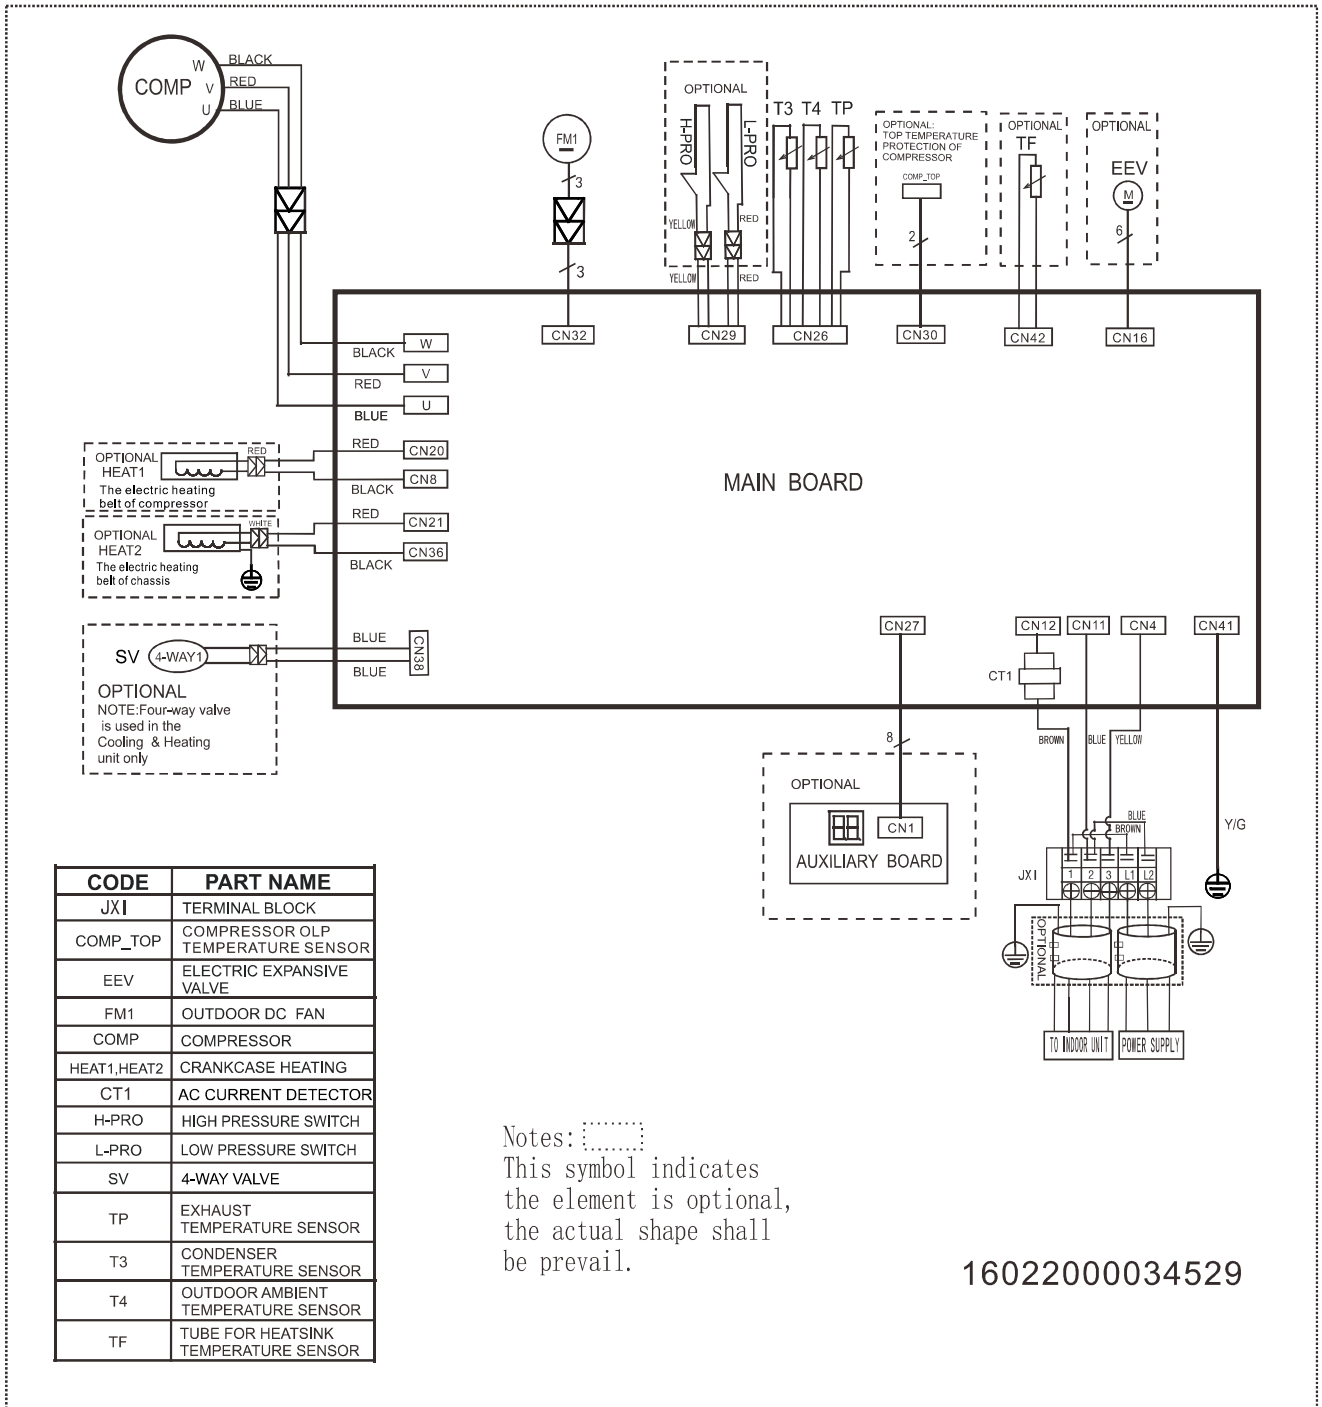 COMP
W
BLACK
V
RED
U
BLUE
FM1
3
3
OPTIONAL
H-PRO
L-PRO
YELLOW
RED
YELLOW
RED
T3 T4 TP
OPTIONAL:
TOP TEMPERATURE
PROTECTION OF
COMPRESSOR
COMP_TOP
2
OPTIONAL
TF
OPTIONAL
EEV
M
6
CN32
CN29
CN26
CN30
CN42
CN16
BLACK
W
RED
V
BLUE
U
OPTIONAL
HEAT1
RED
The electric heating
belt of compressor
RED
CN20
BLACK
CN8
OPTIONAL
HEAT2
WHITE
The electric heating
belt of chassis
RED
CN21
BLACK
CN36
MAIN BOARD
SV
4-WAY1
OPTIONAL
NOTE:Four-way valve
is used in the
Cooling & Heating
unit only
BLUE
BLUE
CN38
CN27
CN12
CN11
CN4
CN41
CT1
8
BROWN
BLUE
YELLOW
Y/G
OPTIONAL
CN1
AUXILIARY BOARD
BLUE
BROWN
JX1
1 2 3 L1 L2
OPTIONAL
TO INDOOR UNIT
POWER SUPPLY
CODE PART NAME
JX1 TERMINAL BLOCK
COMP_TOP COMPRESSOR OLP
TEMPERATURE SENSOR
EEV ELECTRIC EXPANSIVE
VALVE
FM1 OUTDOOR DC FAN
COMP COMPRESSOR
HEAT1,HEAT2 CRANKCASE HEATING
CT1 AC CURRENT DETECTOR
H-PRO HIGH PRESSURE SWITCH
L-PRO LOW PRESSURE SWITCH
SV 4-WAY VALVE
TP EXHAUST
TEMPERATURE SENSOR
T3 CONDENSER
TEMPERATURE SENSOR
T4 OUTDOOR AMBIENT
TEMPERATURE SENSOR
TF TUBE FOR HEATSINK
TEMPERATURE SENSOR
Notes:
This symbol indicates
the element is optional,
the actual shape shall
be prevail.
16022000034529